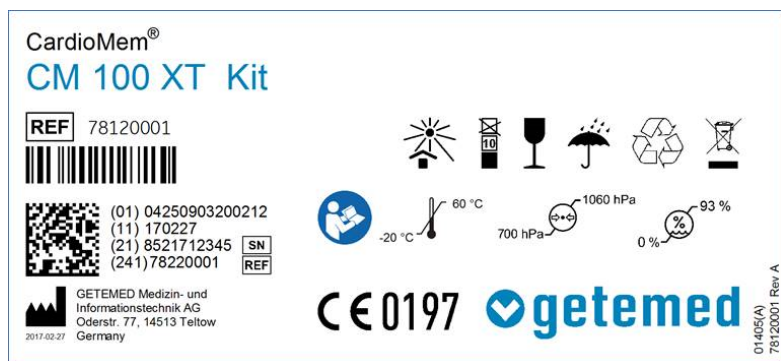 CardioMem®
CM 100 XT Kit
REF 78120001
10
(01) 04250903200212
(11) 170227
(21) 8521712345 SN
(241)78220001 REF
GETEMED Medizin- und
Informationstechnik AG
Oderstr. 77, 14513 Teltow
2017-02-27 Germany
-20 °C 60 °C
700 hPa 1060 hPa
0 % % 93 %
CE 0197 getemed
01405(A)
78120001 Rev A